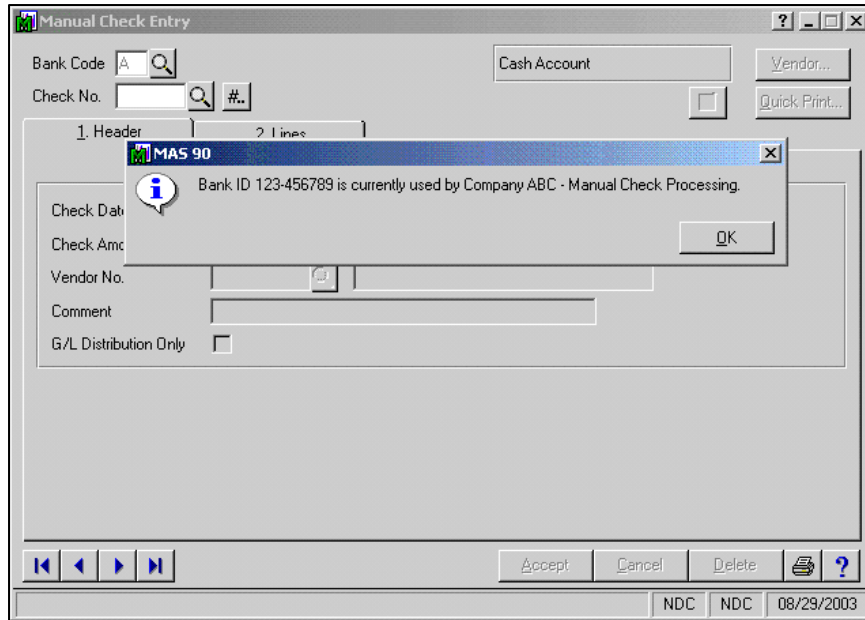 Manual Check Entry
Bank Code A Cash Account Vendor...
Check No. #.. Quick Print...
1. Header 2. Lines
MAS 90
Bank ID 123-456789 is currently used by Company ABC - Manual Check Processing.
OK
Check Date
Check Amo
Vendor No.
Comment
G/L Distribution Only
Accept Cancel Delete ?
NDC NDC 08/29/2003